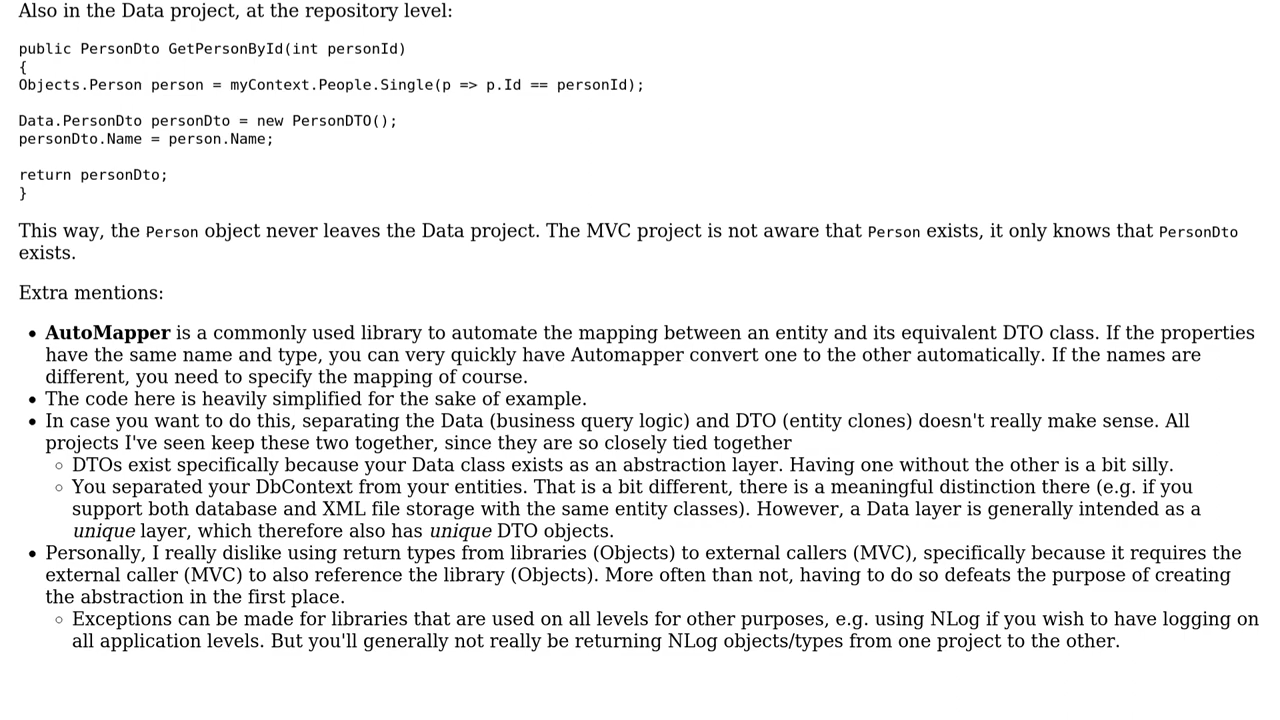 Also in the Data project, at the repository level:
public PersonDto GetPersonById(int personId)
{
Objects.Person person = myContext.People.Single(p => p.Id == personId);
Data.PersonDto personDto = new PersonDTO();
personDto.Name = person.Name;
return personDto;
}
This way, the Person object never leaves the Data project. The MVC project is not aware that Person exists, it only knows that PersonDto
exists.
Extra mentions:
• AutoMapper is a commonly used library to automate the mapping between an entity and its equivalent DTO class. If the properties
have the same name and type, you can very quickly have Automapper convert one to the other automatically. If the names are
different, you need to specify the mapping of course.
• The code here is heavily simplified for the sake of example.
• In case you want to do this, separating the Data (business query logic) and DTO (entity clones) doesn't really make sense. All
projects I've seen keep these two together, since they are so closely tied together
◦ DTOs exist specifically because your Data class exists as an abstraction layer. Having one without the other is a bit silly.
◦ You separated your DbContext from your entities. That is a bit different, there is a meaningful distinction there (e.g. if you
support both database and XML file storage with the same entity classes). However, a Data layer is generally intended as a
unique layer, which therefore also has unique DTO objects.
• Personally, I really dislike using return types from libraries (Objects) to external callers (MVC), specifically because it requires the
external caller (MVC) to also reference the library (Objects). More often than not, having to do so defeats the purpose of creating
the abstraction in the first place.
◦ Exceptions can be made for libraries that are used on all levels for other purposes, e.g. using NLog if you wish to have logging on
all application levels. But you'll generally not really be returning NLog objects/types from one project to the other.